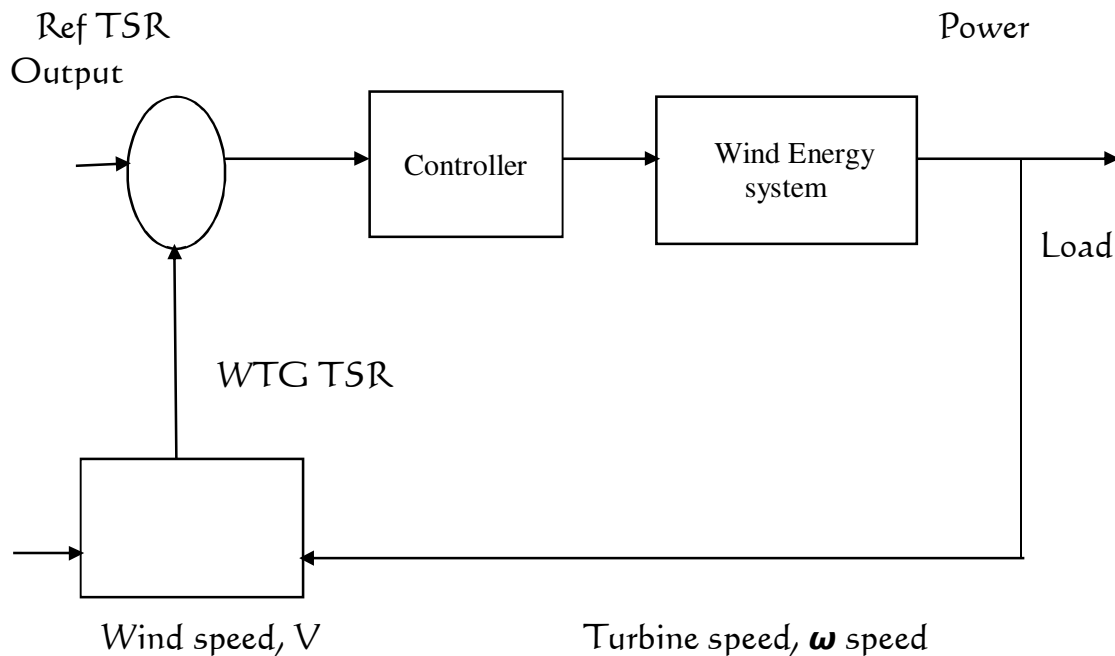 Ref TSR
Power
Output
Controller
Wind Energy
system
Load
WTG TSR
Wind speed, V
Turbine speed, ω speed